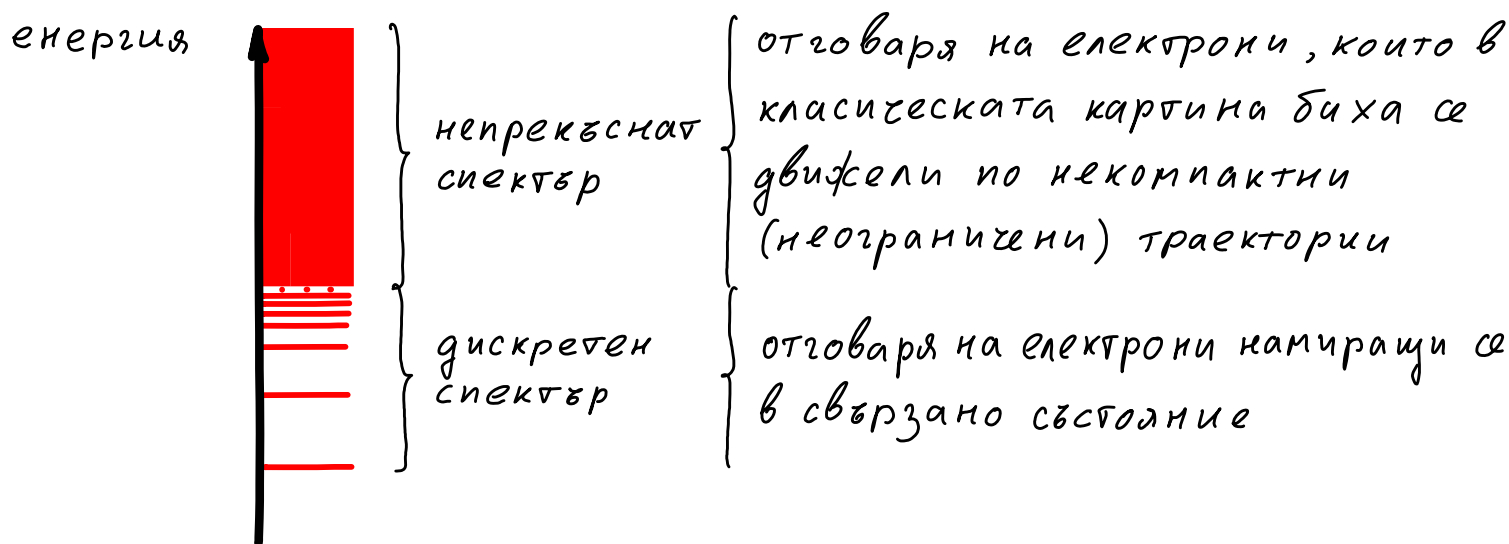 енергия
непрекъснат
спектър
отговаря на електрони, които в
класическата картина биха се
движели по некомпактни
(неограничени) траектории
дискретен
спектър
отговаря на електрони намиращи се
в свързано състояние